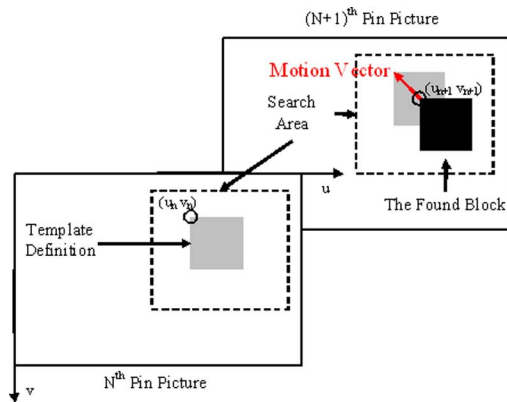 (N+1)th Pin Picture
Motion Vector
(un+1 vn+1)
Search
Area
u
The Found Block
(un vn)
Template
Definition
Nth Pin Picture
v